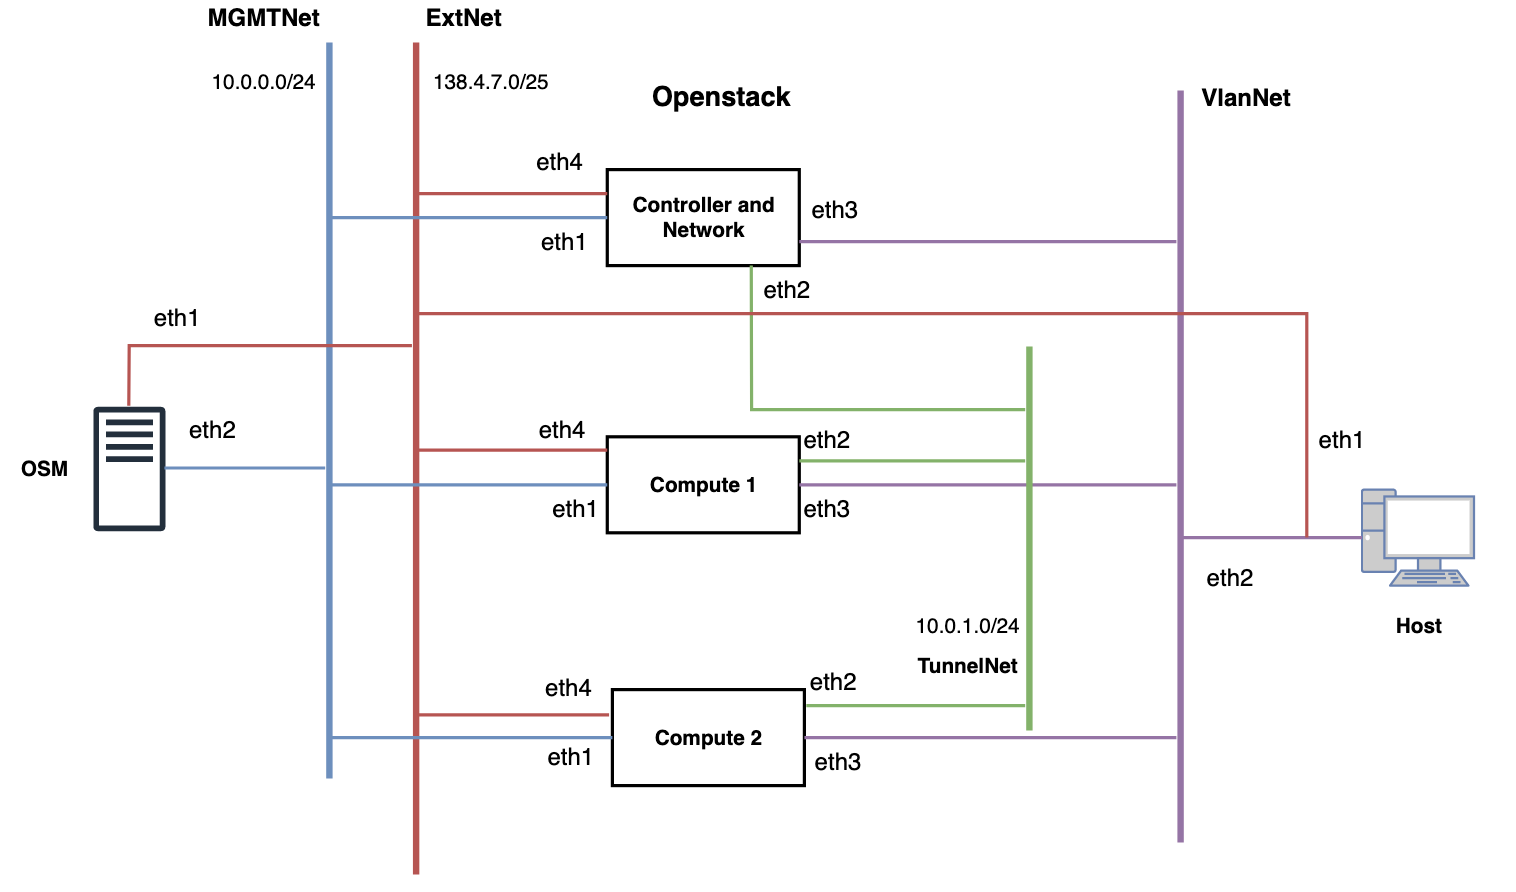 MGMTNet
ExtNet
10.0.0.0/24
138.4.7.0/25
Openstack
VlanNet
eth4
Controller and
Network
eth3
eth1
eth2
eth1
eth2
OSM
eth4
eth2
Compute 1
eth1
eth3
eth1
eth2
Host
10.0.1.0/24
TunnelNet
eth4
eth2
Compute 2
eth1
eth3